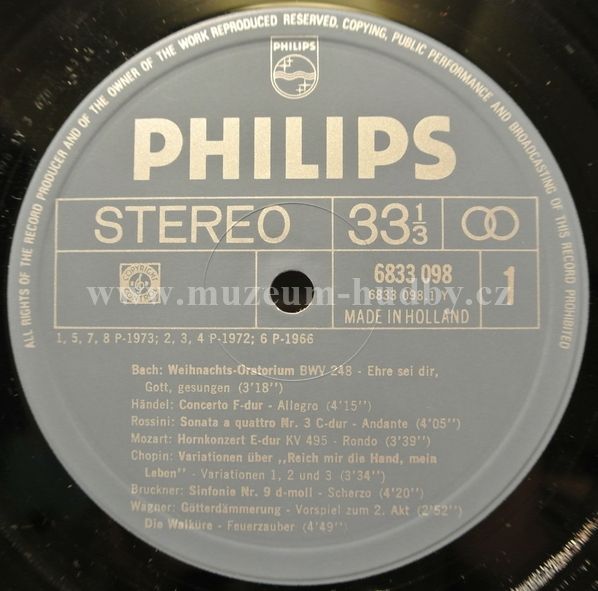 ALL RIGHTS OF THE RECORD PRODUCER AND OF THE OWNER OF THE WORK REPRODUCED RESERVED. COPYING, PUBLIC PERFORMANCE AND BROADCASTING OF THIS RECORD PROHIBITED
PHILIPS
PHILIPS
STEREO
33 1/3
6833 098
6833 098.1 Y
MADE IN HOLLAND
1
COPYRIGHT
www.muzeum-hudby.cz
1, 5, 7, 8 P-1973; 2, 3, 4 P-1972; 6 P-1966
Bach: Weihnachts-Oratorium BWV 248 - Ehre sei dir,
Gott, gesungen (3'18'')
Händel: Concerto F-dur - Allegro (4'15'')
Rossini: Sonata a quattro Nr. 3 C-dur - Andante (4'05'')
Mozart: Hornkonzert E-dur KV 495 - Rondo (3'39'')
Chopin: Variationen über ,,Reich mir die Hand, mein
Leben'' - Variationen 1, 2 und 3 (3'34'')
Bruckner: Sinfonie Nr. 9 d-moll - Scherzo (4'20'')
Wagner: Götterdämmerung - Vorspiel zum 2. Akt (2'52'')
Die Walkure - Feuerzauber (4'49'')